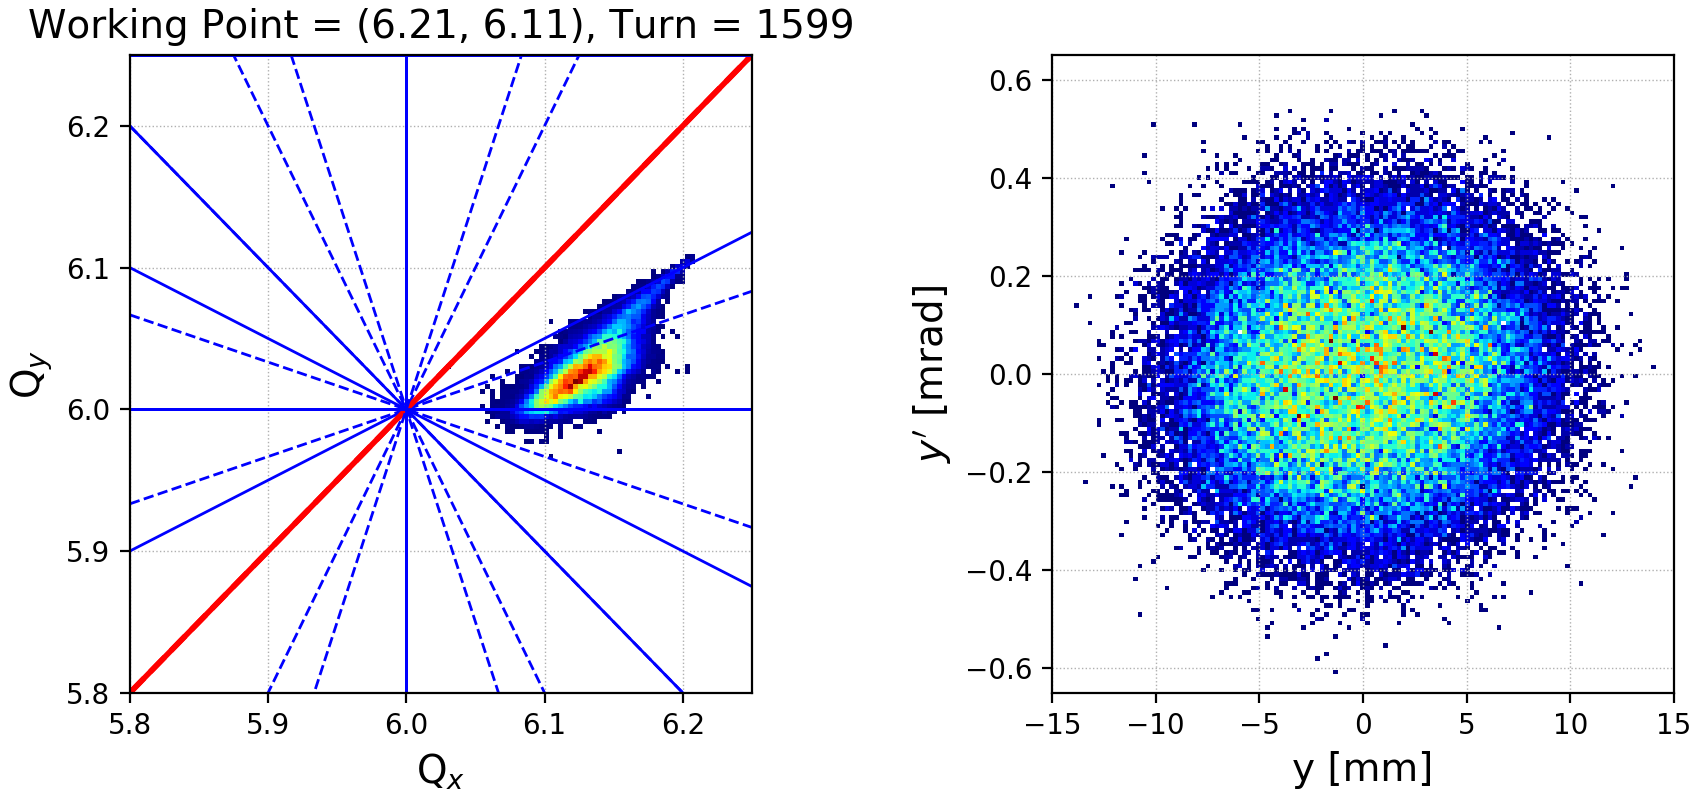 Working Point = (6.21, 6.11), Turn = 1599
6.2
6.1
6.0
5.9
5.8
Q_y
5.8 5.9 6.0 6.1 6.2
Q_x
0.6
0.4
0.2
0.0
−0.2
−0.4
−0.6
y′ [mrad]
−15 −10 −5 0 5 10 15
y [mm]